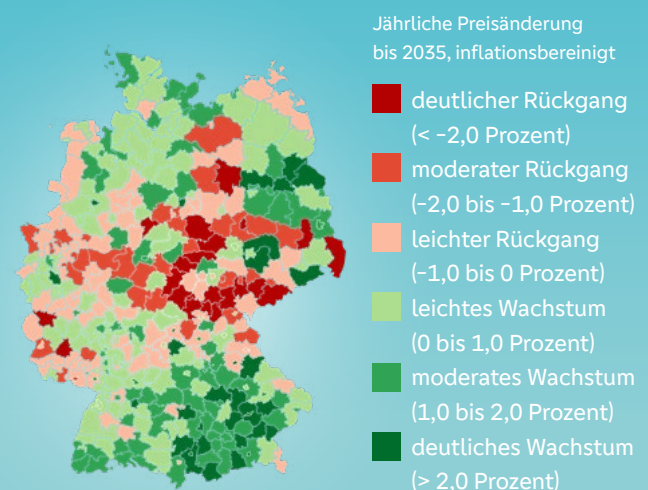 Jährliche Preisänderung
bis 2035, inflationsbereinigt
deutlicher Rückgang
(< -2,0 Prozent)
moderater Rückgang
(-2,0 bis -1,0 Prozent)
leichter Rückgang
(-1,0 bis 0 Prozent)
leichtes Wachstum
(0 bis 1,0 Prozent)
moderates Wachstum
(1,0 bis 2,0 Prozent)
deutliches Wachstum
(> 2,0 Prozent)